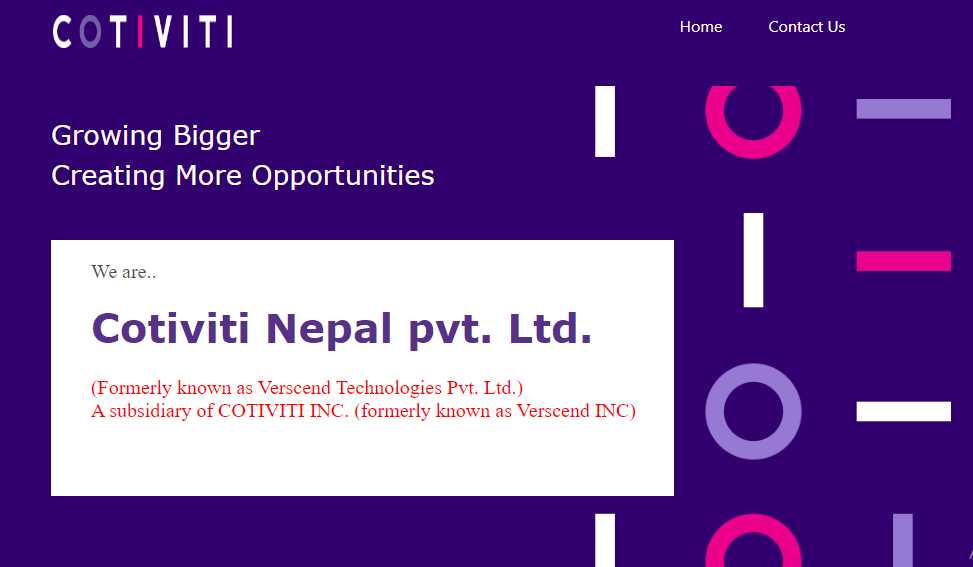 COTIVITI
Home
Contact Us
Growing Bigger
Creating More Opportunities
We are..
Cotiviti Nepal pvt. Ltd.
(Formerly known as Verscend Technologies Pvt. Ltd.)
A subsidiary of COTIVITI INC. (formerly known as Verscend INC)